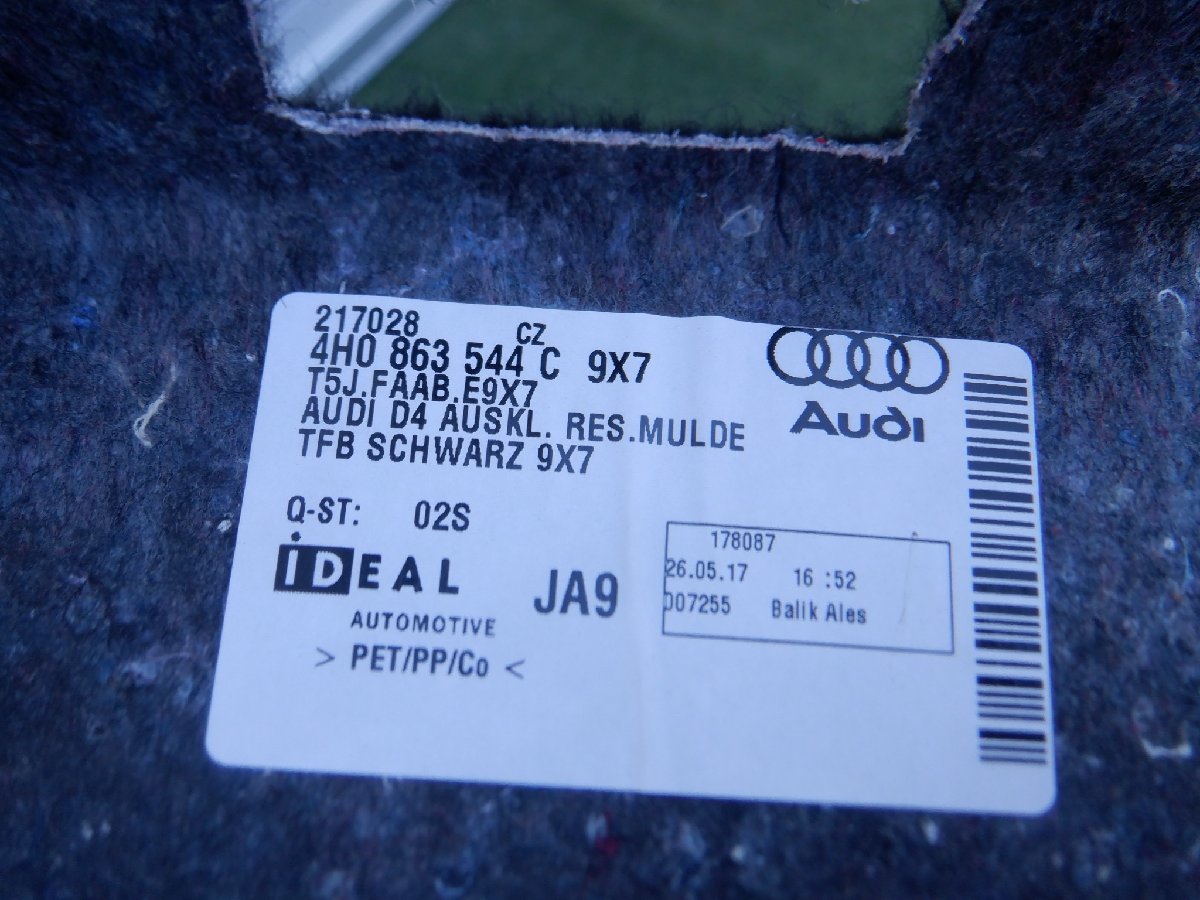 217028
CZ
4H0 863 544 C 9X7
T5J.FAAB.E9X7
AUDI D4 AUSKL. RES.MULDE
TFB SCHWARZ 9X7
Audi
Q-ST: 02S
IDEAL
AUTOMOTIVE
> PET/PP/Co <
JA9
178087
26.05.17 16 :52
007255 Balik Ales